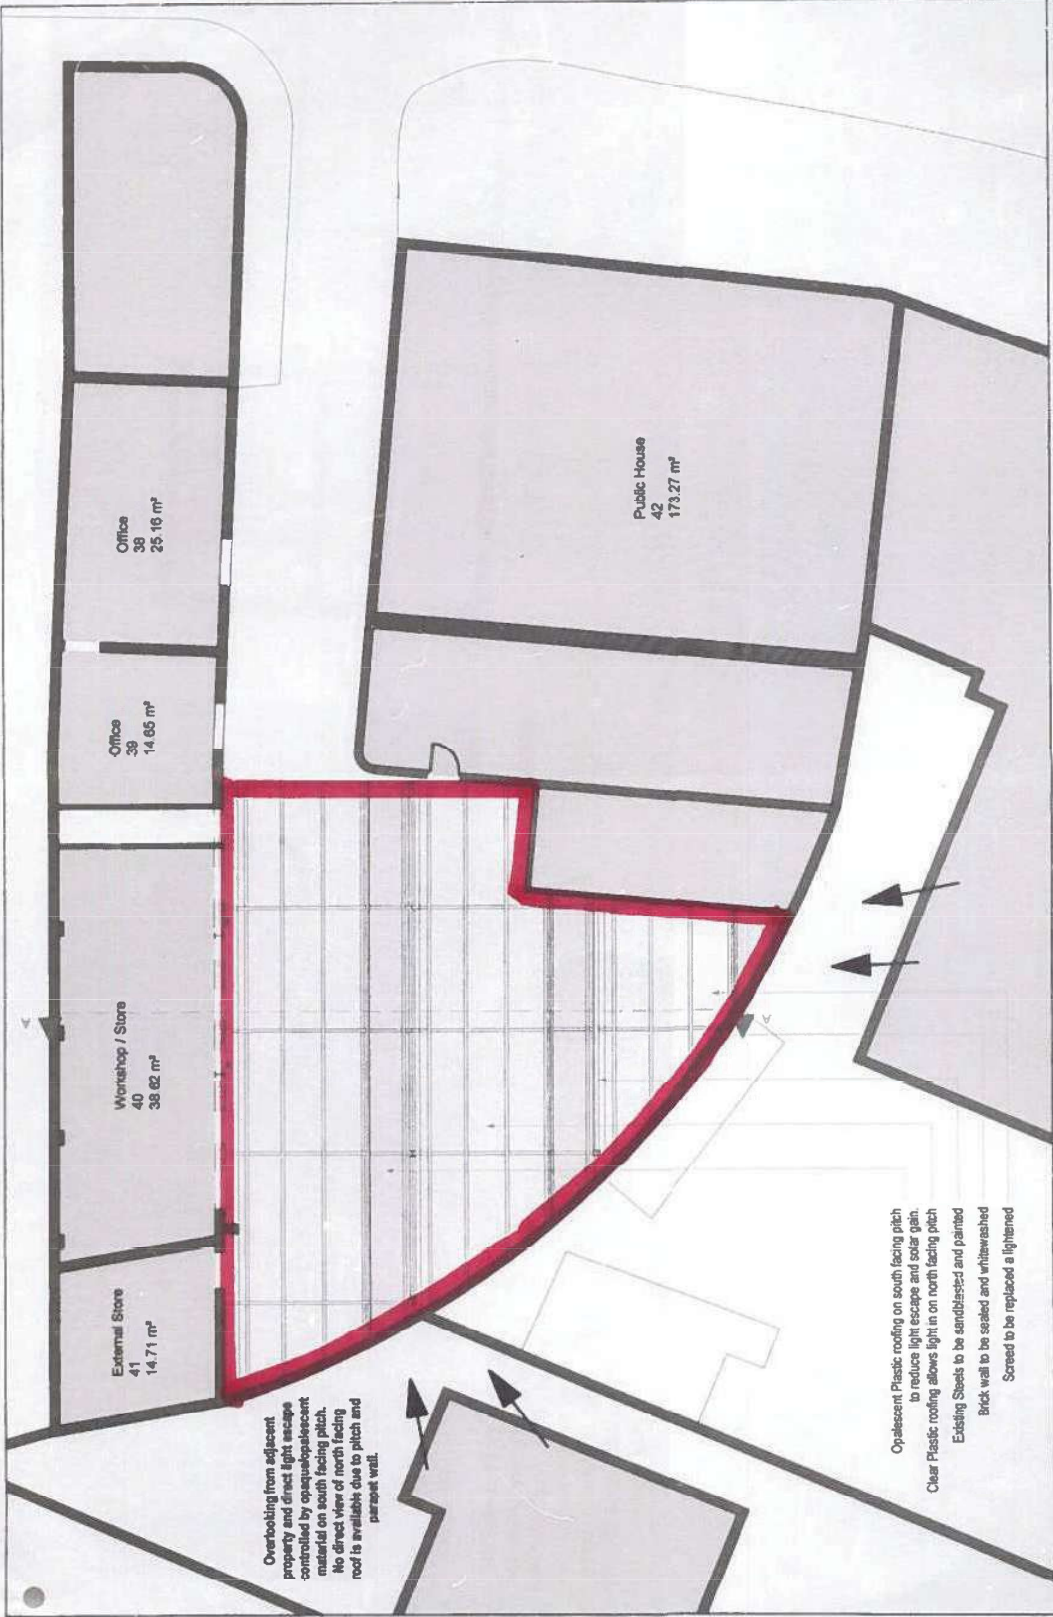 A
External Store
41
14.71 m²
Workshop / Store
40
38.62 m²
Office
39
14.65 m²
Office
38
25.16 m²
Overlooking from adjacent
property and direct light escape
controlled by opaque/opalescent
material on south facing pitch.
No direct view of north facing
roof is available due to pitch and
parapet wall.
Public House
42
173.27 m²
A
Opalescent Plastic roofing on south facing pitch
to reduce light escape and solar gain.
Clear Plastic roofing allows light in on north facing pitch
Existing Steels to be sandblasted and painted
Brick wall to be sealed and whitewashed
Screed to be replaced a lightened